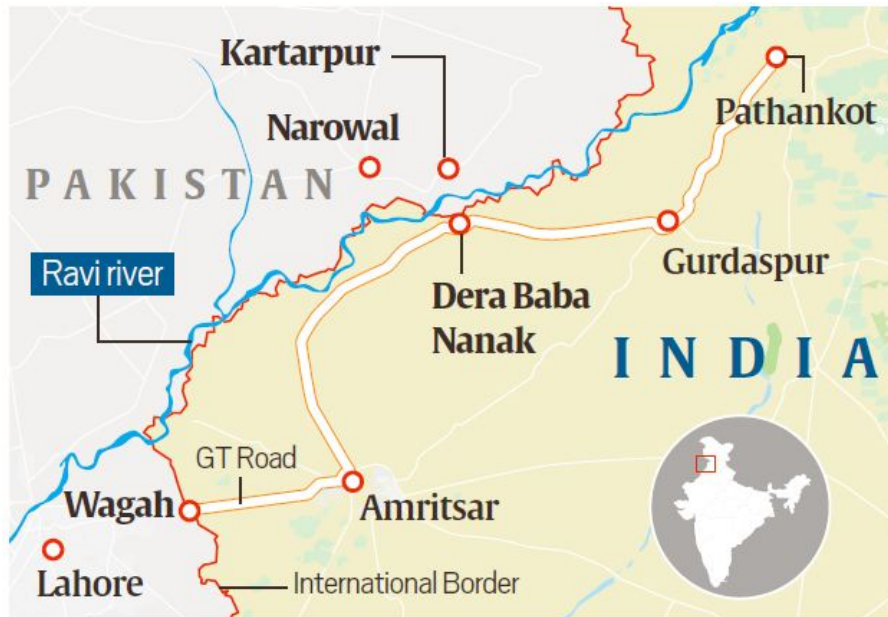 Kartarpur
Narowal
Pathankot
PAKISTAN
Ravi river
Gurdaspur
Dera Baba
Nanak
INDIA
GT Road
Wagah
Amritsar
Lahore
International Border